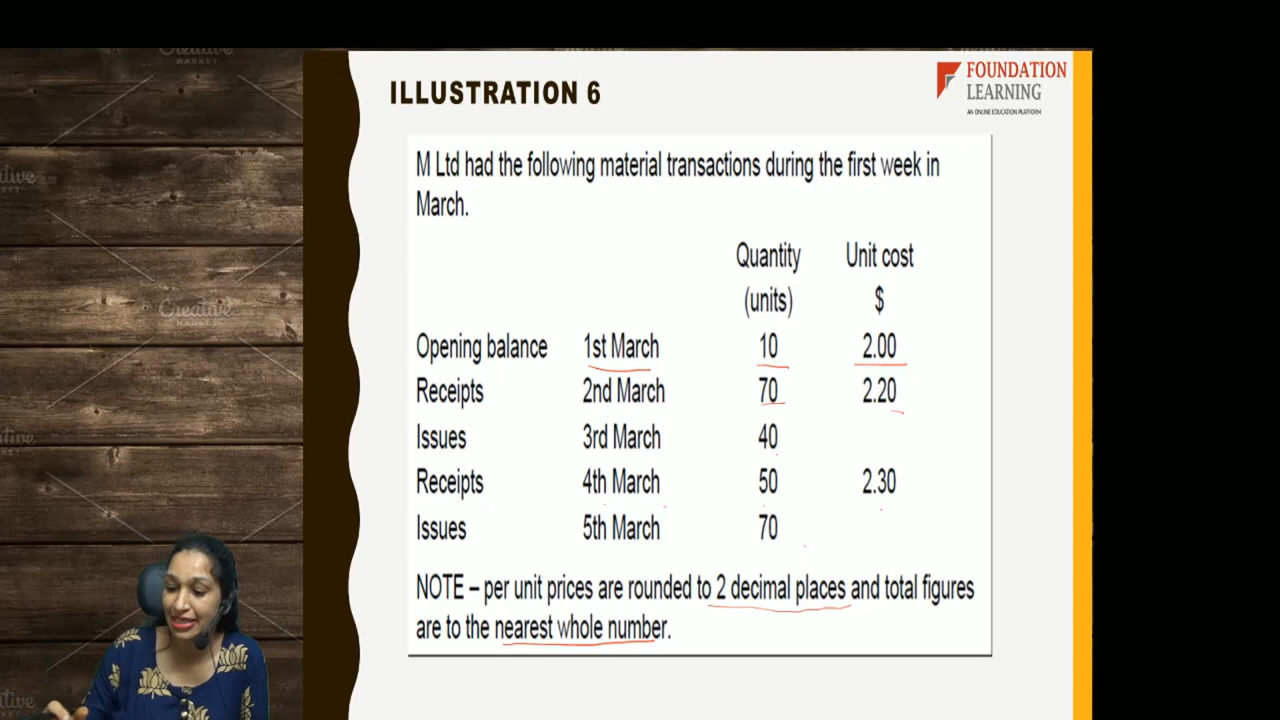 Creative
MARKET
Creative
ILLUSTRATION 6
FOUNDATION
LEARNING
AN ONLINE EDUCATION PLATFORM
M Ltd had the following material transactions during the first week in
March.
Quantity Unit cost
(units) $
Opening balance 1st March 10 2.00
Receipts 2nd March 70 2.20
Issues 3rd March 40
Receipts 4th March 50 2.30
Issues 5th March 70
NOTE – per unit prices are rounded to 2 decimal places and total figures
are to the nearest whole number.